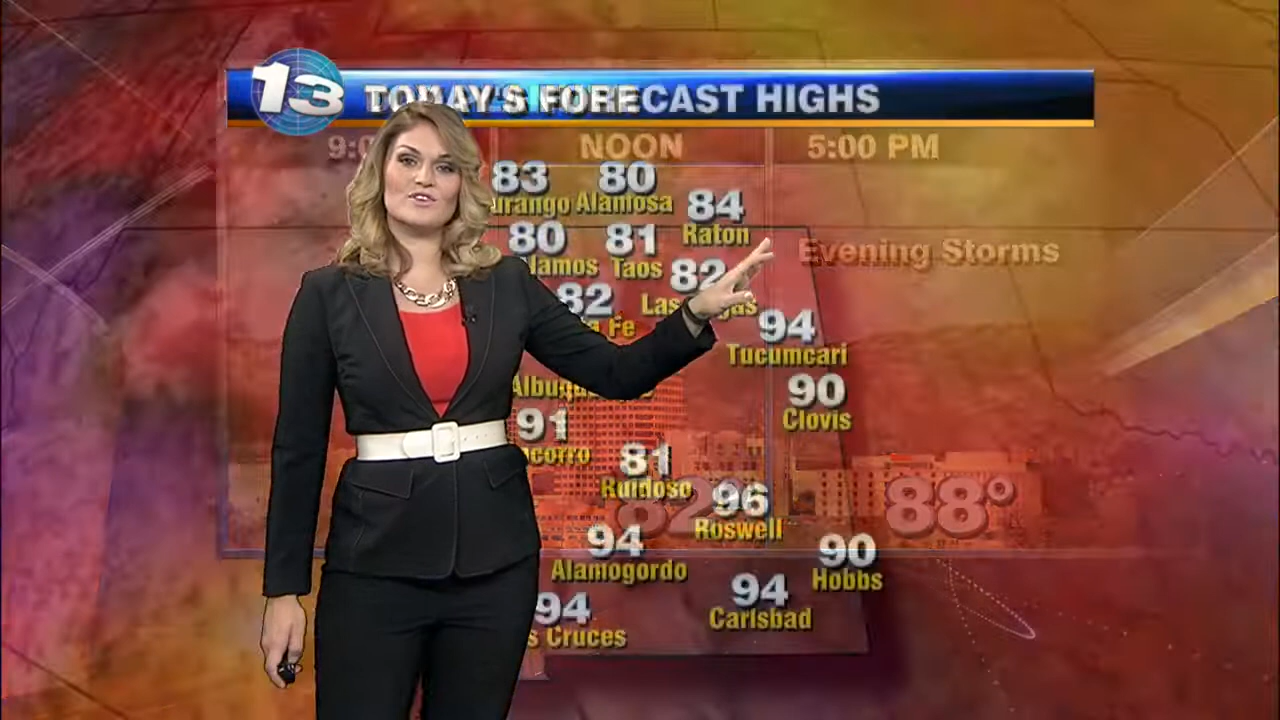 13
TODAY'S FORECAST HIGHS
NOON
5:00 PM
83
80
Alamosa
84
Raton
80
81
Taos
82
82
Fe
Evening Storms
94
Tucumcari
90
Clovis
91
81
Ruidoso
82°
88°
96
Roswell
94
Alamogordo
90
Hobbs
94
Cruces
94
Carlsbad